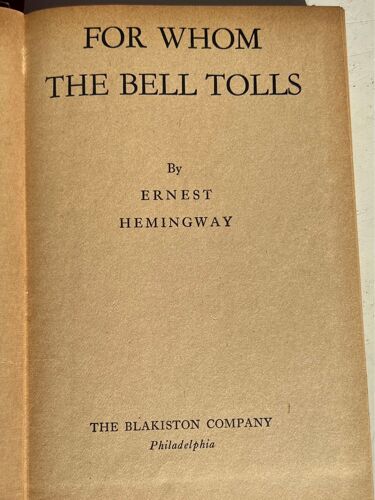 FOR WHOM
THE BELL TOLLS
By
ERNEST
HEMINGWAY
THE BLAKISTON COMPANY
Philadelphia